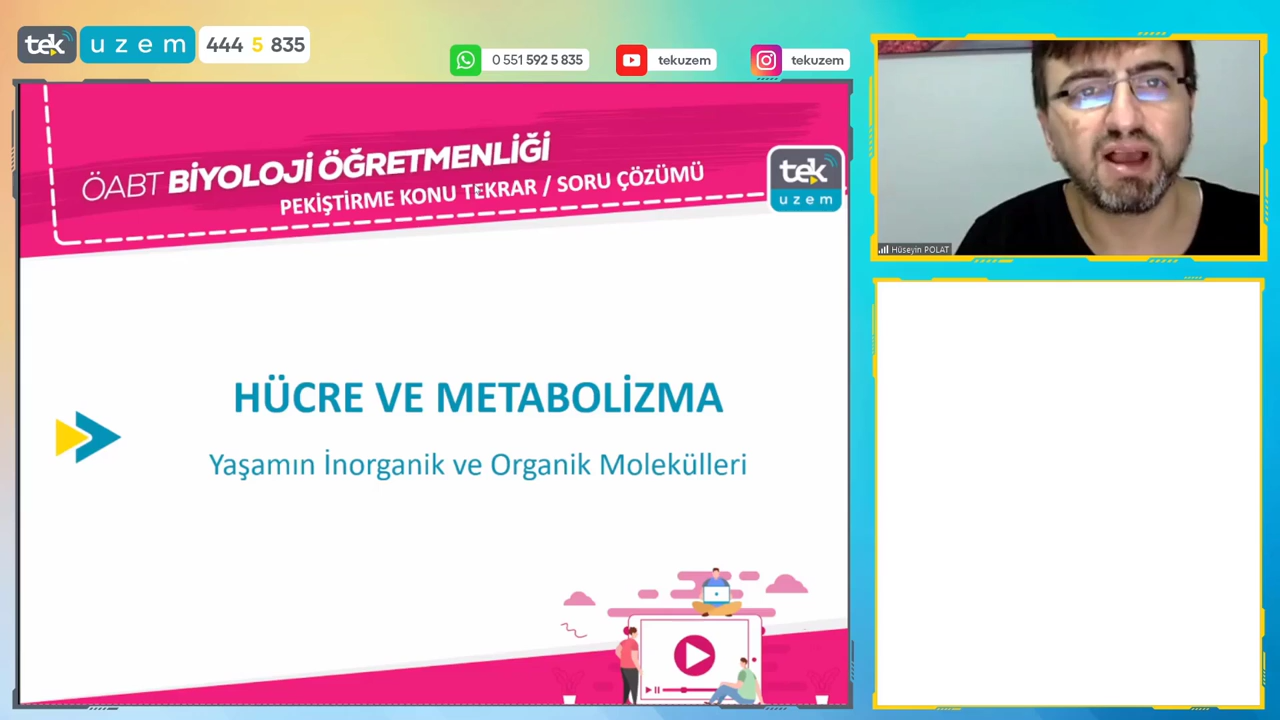 tek uzem 444 5 835
0 551 592 5 835 tekuzem tekuzem
ÖABT BİYOLOJİ ÖĞRETMENLİĞİ
PEKİŞTİRME KONU TEKRAR / SORU ÇÖZÜMÜ
tek
uzem
HÜCRE VE METABOLİZMA
Yaşamın İnorganik ve Organik Molekülleri
Hüseyin POLAT